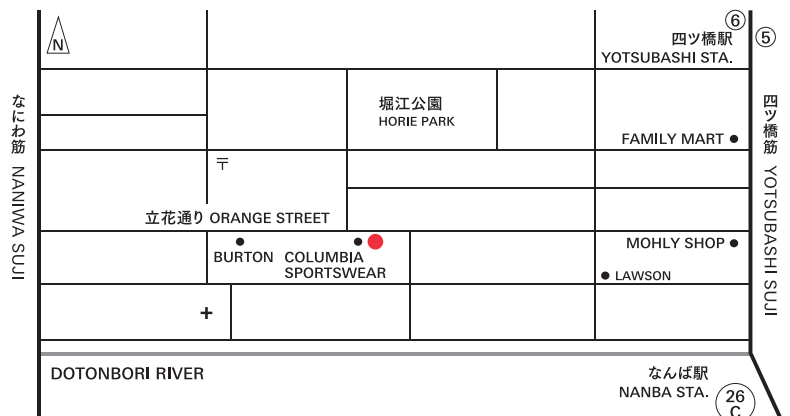 N
⑥
四ツ橋駅
YOTSUBASHI STA.
⑤
なにわ筋 NANIWA SUJI
堀江公園
HORIE PARK
四ツ橋筋 YOTSUBASHI SUJI
FAMILY MART
〒
立花通り ORANGE STREET
BURTON
COLUMBIA
SPORTSWEAR
MOHLY SHOP
LAWSON
DOTONBORI RIVER
なんば駅
NANBA STA.
26
C